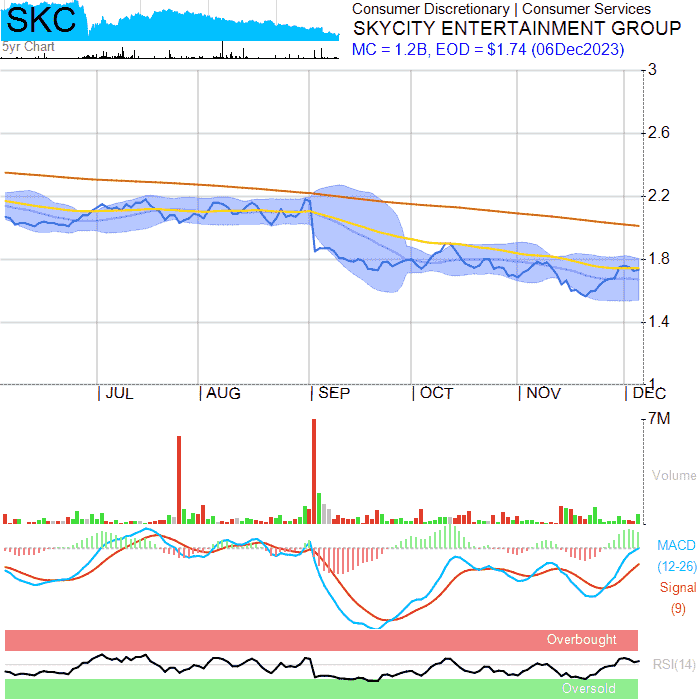 SKC
5yr Chart
Consumer Discretionary | Consumer Services
SKYCITY ENTERTAINMENT GROUP
MC = 1.2B, EOD = $1.74 (06Dec2023)
3
2.6
2.2
1.8
1.4
1
JUL AUG SEP OCT NOV DEC
7M
Volume
MACD
(12-26)
Signal
(9)
Overbought
RSI(14)
Oversold